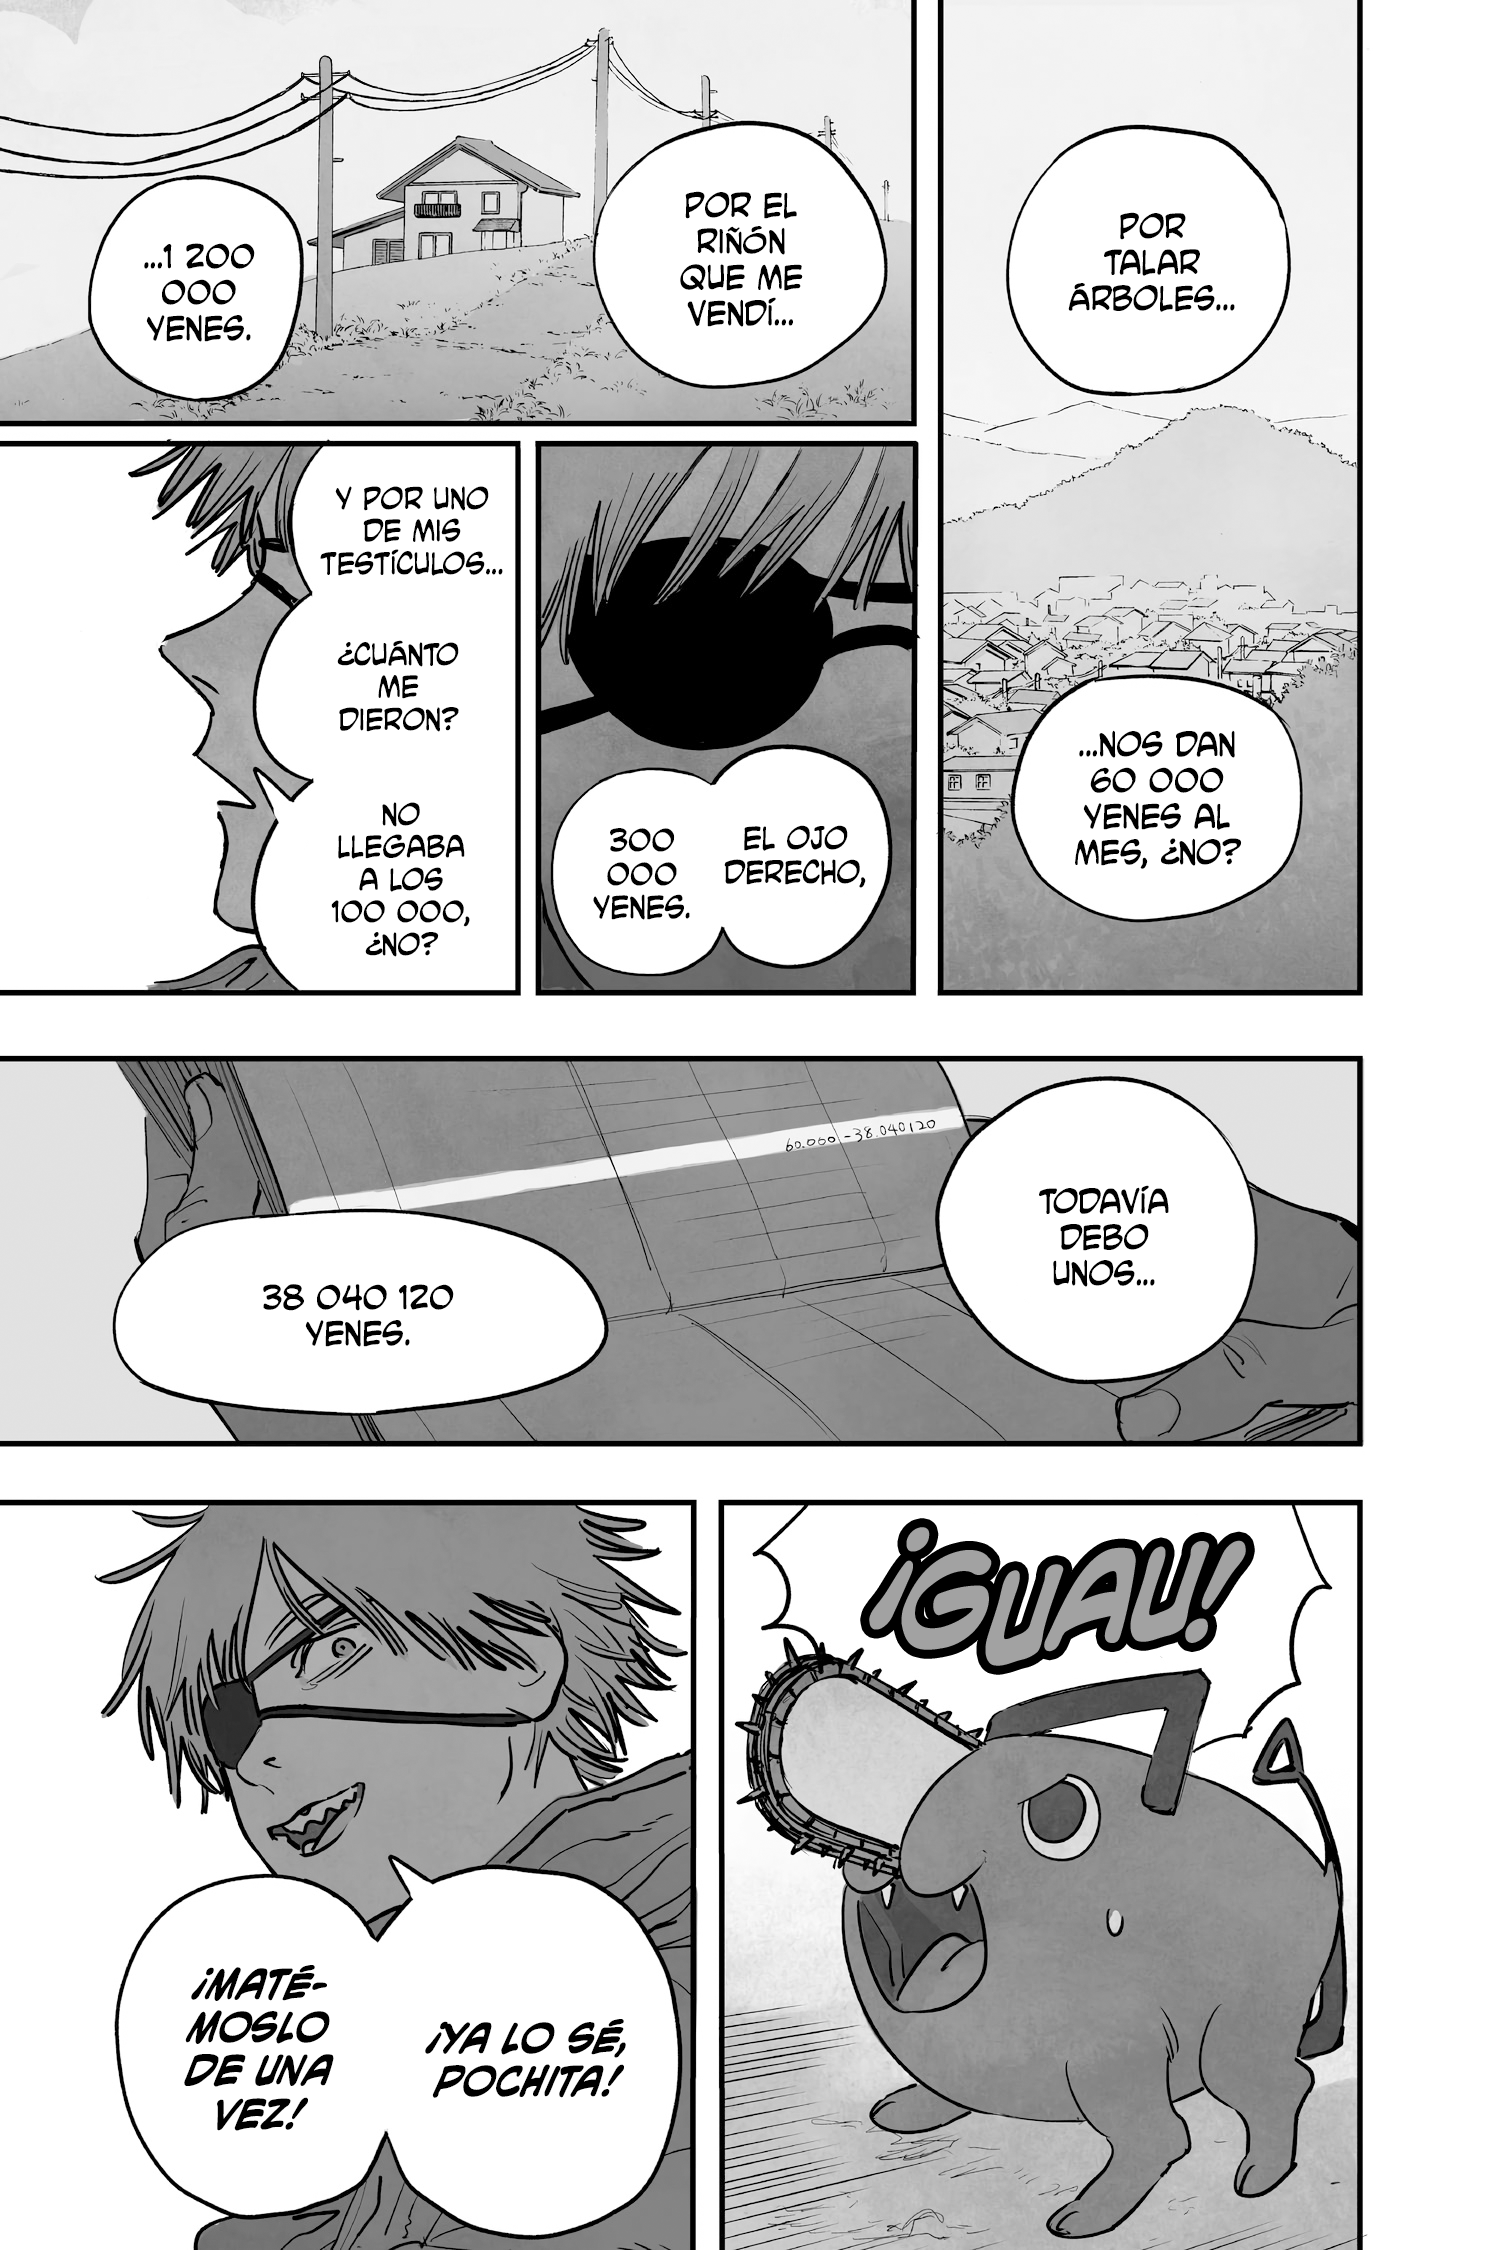 POR
TALAR
ÁRBOLES...
...NOS DAN
60 000
YENES AL
MES, ¿NO?
POR EL
RIÑÓN
QUE ME
VENDÍ...
...1 200
000
YENES.
EL OJO
DERECHO,
300
000
YENES.
Y POR UNO
DE MIS
TESTÍCULOS...
¿CUÁNTO
ME
DIERON?
NO
LLEGABA
A LOS
100 000,
¿NO?
60.000 -38.040120
TODAVÍA
DEBO
UNOS...
38 040 120
YENES.
¡GUAU!
¡YA LO SÉ,
POCHITA!
¡MATÉ-
MOSLO
DE UNA
VEZ!